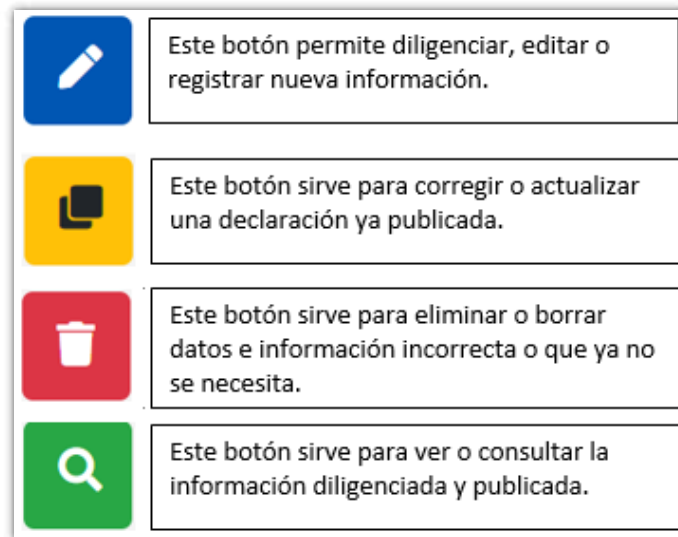 Este botón permite diligenciar, editar o
registrar nueva información.
Este botón sirve para corregir o actualizar
una declaración ya publicada.
Este botón sirve para eliminar o borrar
datos e información incorrecta o que ya no
se necesita.
Este botón sirve para ver o consultar la
información diligenciada y publicada.